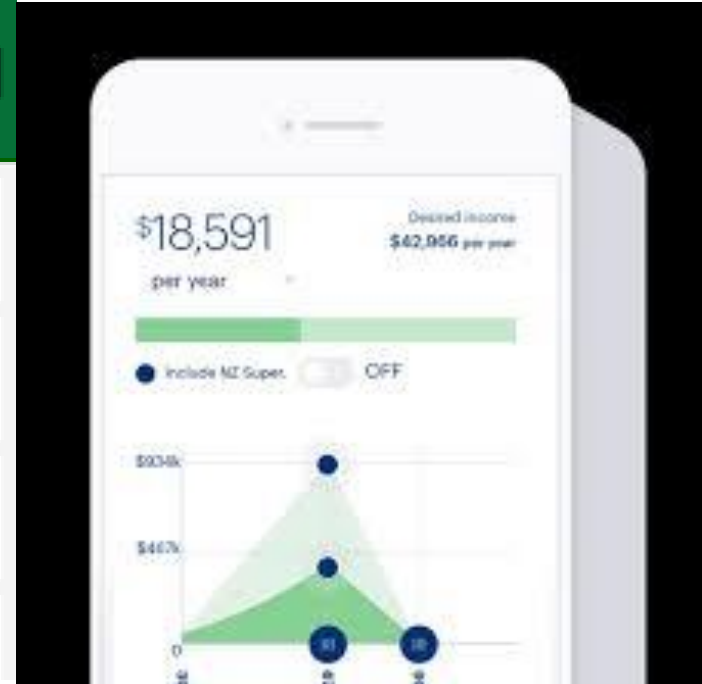 $18,591
per year
Desired income
$42,966 per year
Include NZ Super.
OFF
$934k
$467k
0